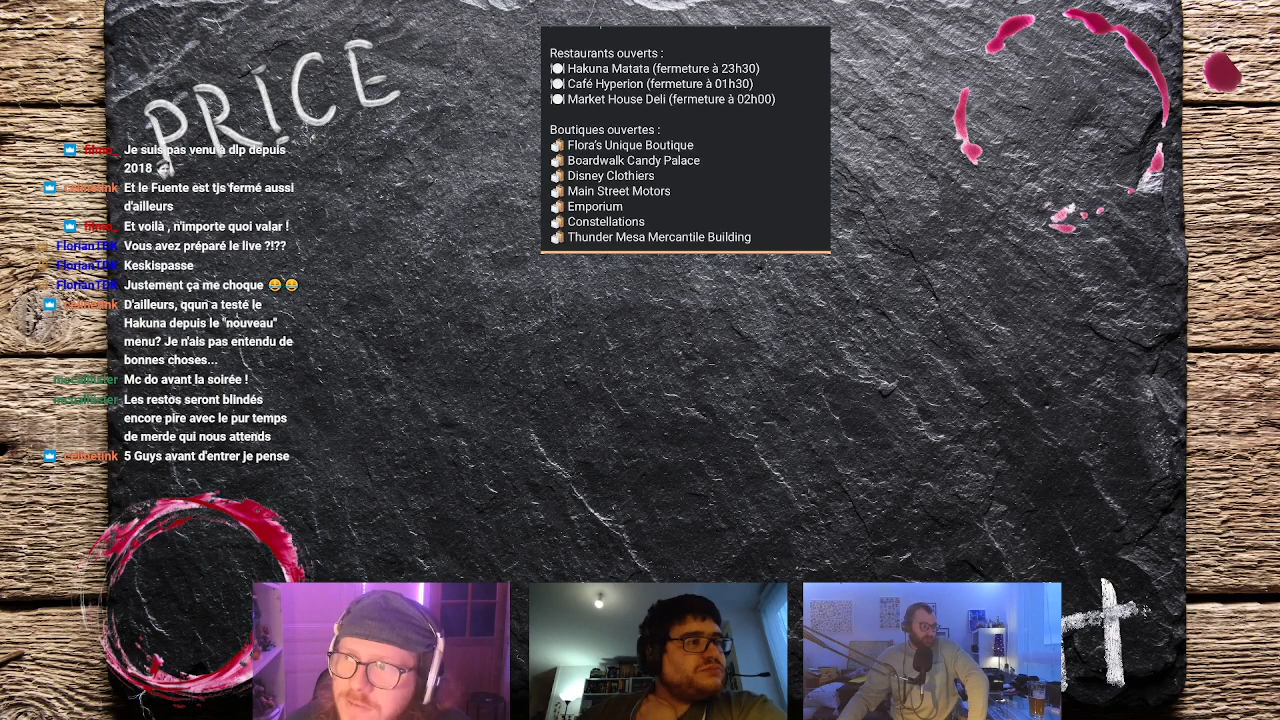 PRICE
Restaurants ouverts :
Hakuna Matata (fermeture à 23h30)
Café Hyperion (fermeture à 01h30)
Market House Deli (fermeture à 02h00)
Boutiques ouvertes :
Flora's Unique Boutique
Boardwalk Candy Palace
Disney Clothiers
Main Street Motors
Emporium
Constellations
Thunder Mesa Mercantile Building
Je suis pas venu à dlp depuis
2018
Et le Fuente est tjs fermé aussi
d'ailleurs
Et voilà , n'importe quoi valar !
FlorianTDK Vous avez préparé le live ?!??
FlorianTDK Keskispasse
FlorianTDK Justement ça me choque 😂 😂
D'ailleurs, qqun a testé le
Hakuna depuis le "nouveau"
menu? Je n'ais pas entendu de
bonnes choses...
Mc do avant la soirée !
Les restos seront blindés
encore pire avec le pur temps
de merde qui nous attends
5 Guys avant d'entrer je pense